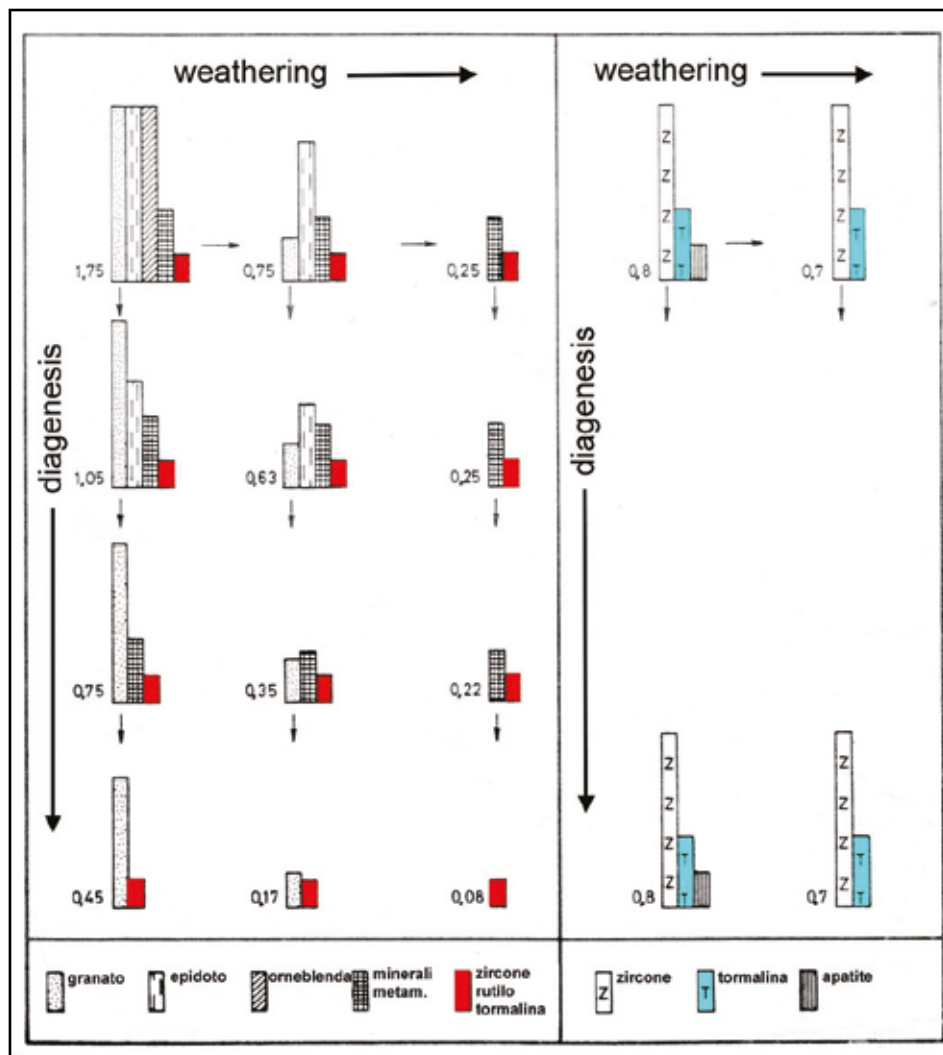 weathering
weathering
1,75
0,75
0,25
Z
Z
Z
Z
T
T
0,8
Z
Z
Z
Z
T
T
0,7
diagenesis
1,05
0,63
0,25
diagenesis
0,75
0,35
0,22
0,45
0,17
0,08
Z
Z
Z
Z
T
T
0,8
Z
Z
Z
Z
T
T
0,7
granato
epidoto
orneblenda
minerali
metam.
zircone
rutilo
tormalina
Z zircone
T tormalina
apatite